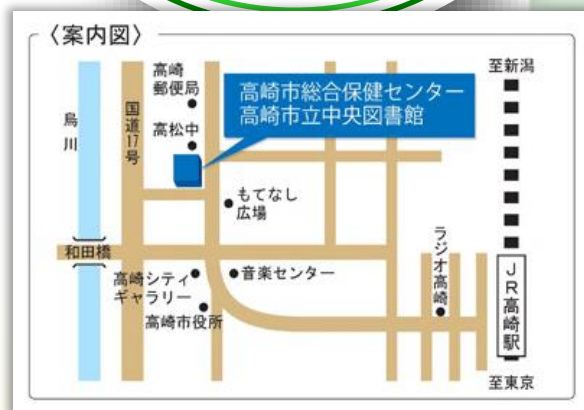 〈案内図〉
至新潟
高崎
郵便局
高崎市総合保健センター
高崎市立中央図書館
烏川
国道17号
高松中
もてなし
広場
和田橋
高崎シティ
ギャラリー
音楽センター
高崎市役所
ラジオ高崎
JR高崎駅
至東京